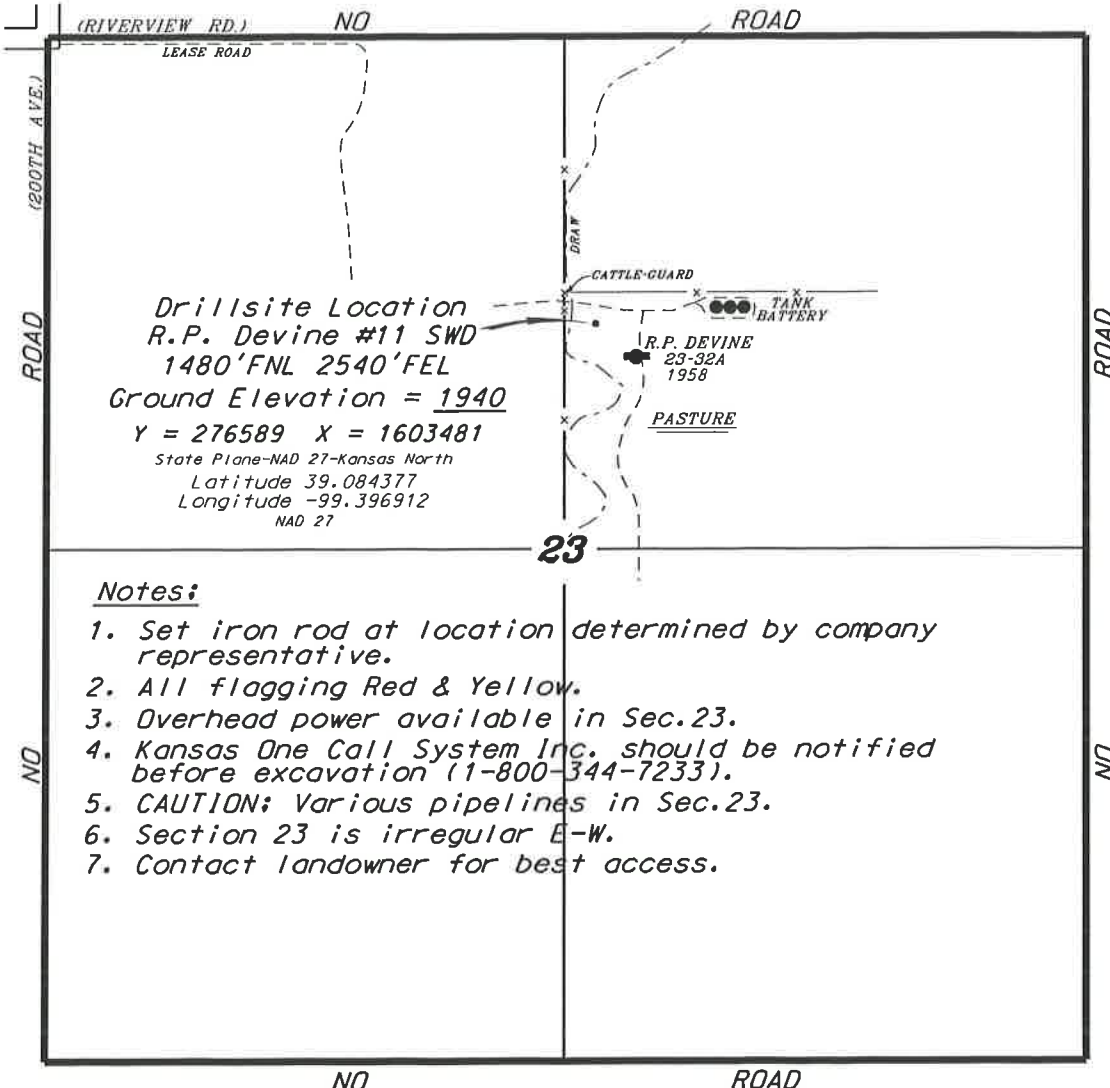 (RIVERVIEW RD.)
NO
ROAD
LEASE ROAD
(200TH AVE.)
ROAD
NO
DRAW
CATTLE-GUARD
TANK
BATTERY
ROAD
NO
Drillsite Location
R.P. Devine #11 SWD
1480'FNL 2540'FEL
Ground Elevation = 1940
Y = 276589 X = 1603481
State Plane-NAD 27-Kansas North
Latitude 39.084377
Longitude -99.396912
NAD 27
R.P. DEVINE
23-32A
1958
PASTURE
23
Notes:
1. Set iron rod at location determined by company
representative.
2. All flagging Red & Yellow.
3. Overhead power available in Sec.23.
4. Kansas One Call System Inc. should be notified
before excavation (1-800-344-7233).
5. CAUTION: Various pipelines in Sec.23.
6. Section 23 is irregular E-W.
7. Contact landowner for best access.
NO
ROAD